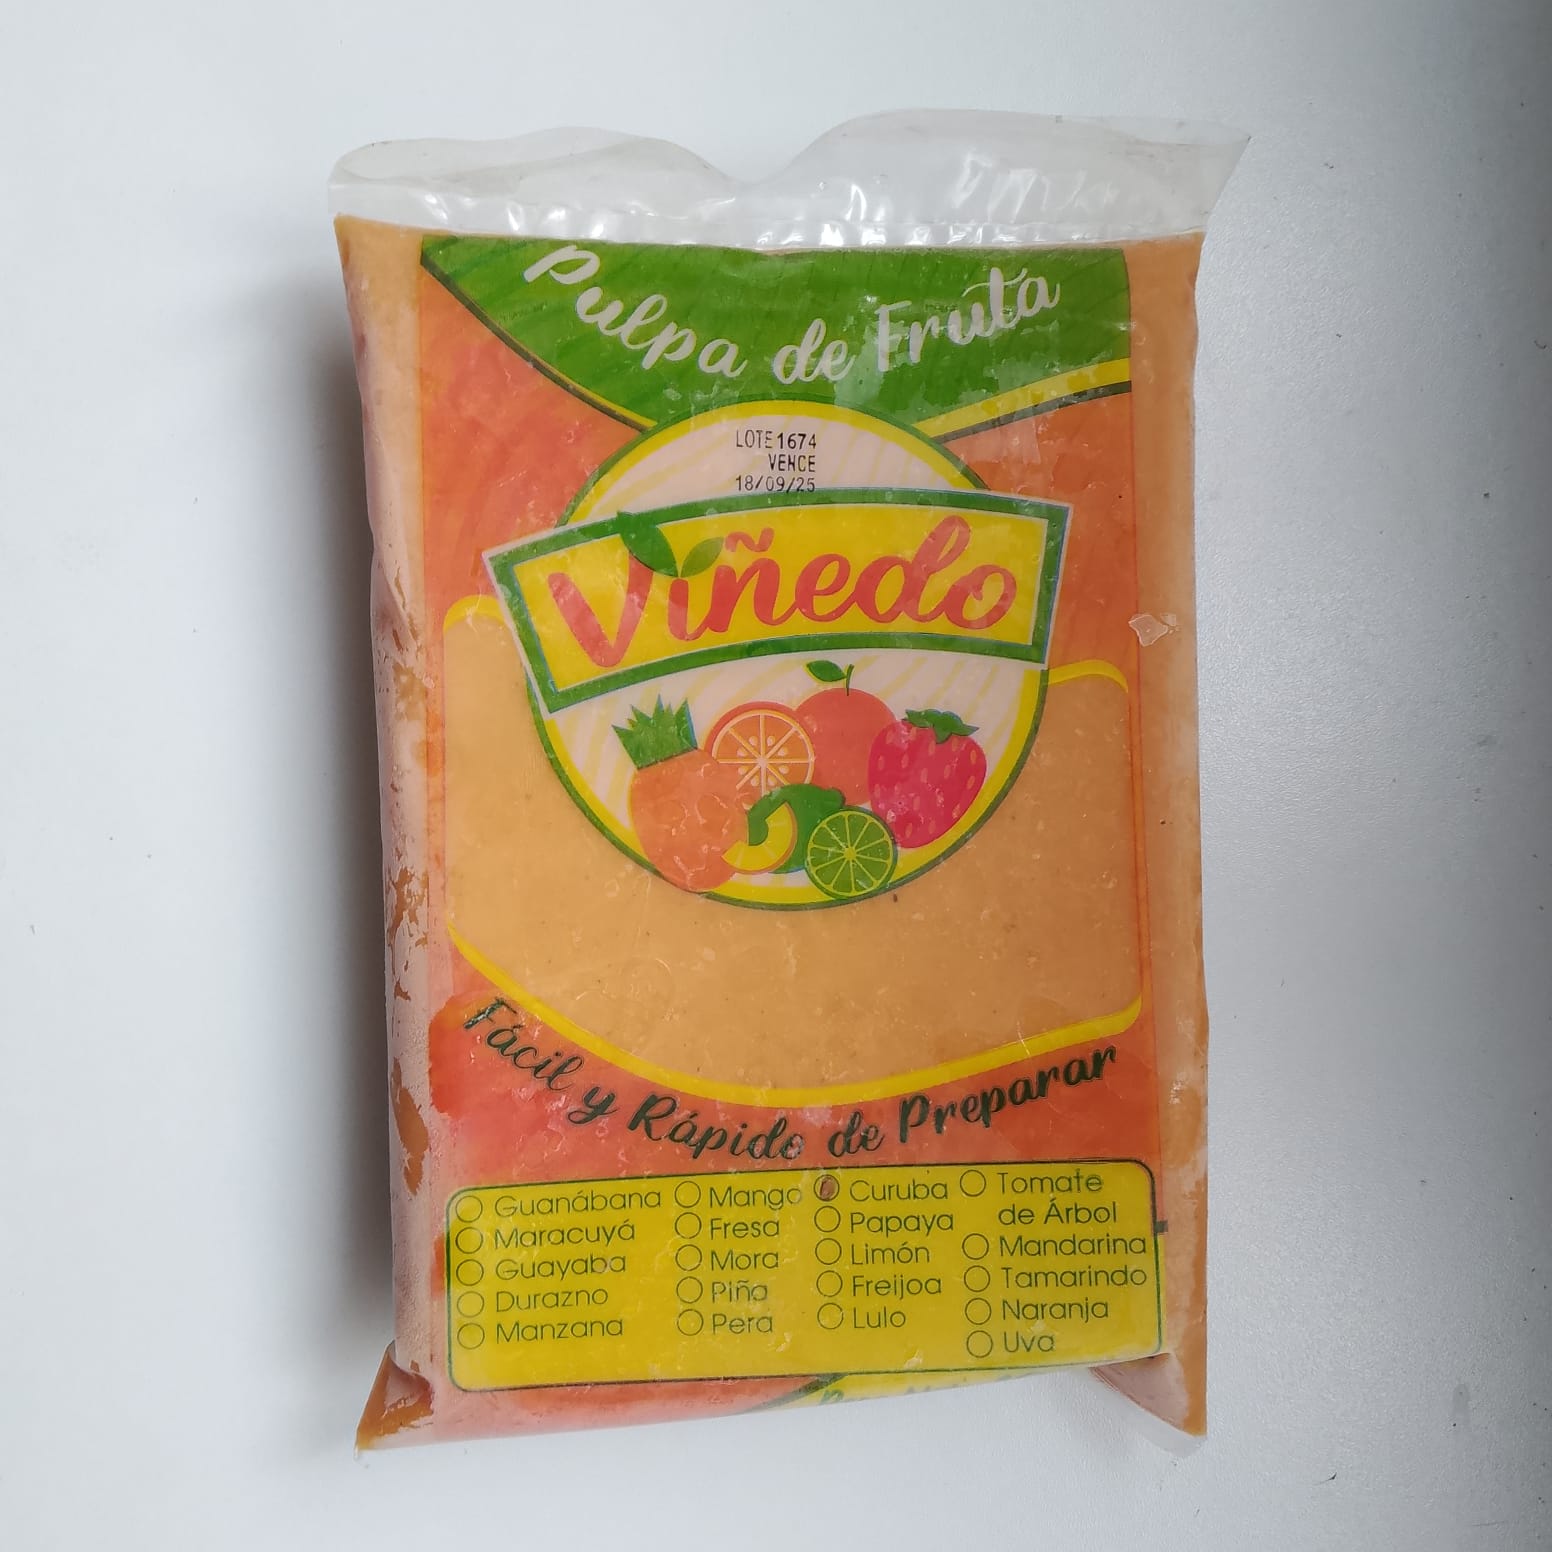 Pulpa de Fruta
LOTE 1674
VENCE
18/09/25
Viñedo
Fácil y Rápido de Preparar
Guanábana
Maracuyá
Guayaba
Durazno
Manzana
Mango
Fresa
Mora
Piña
Pera
Curuba
Papaya
Limón
Freijoa
Lulo
Tomate
de Árbol
Mandarina
Tamarindo
Naranja
Uva